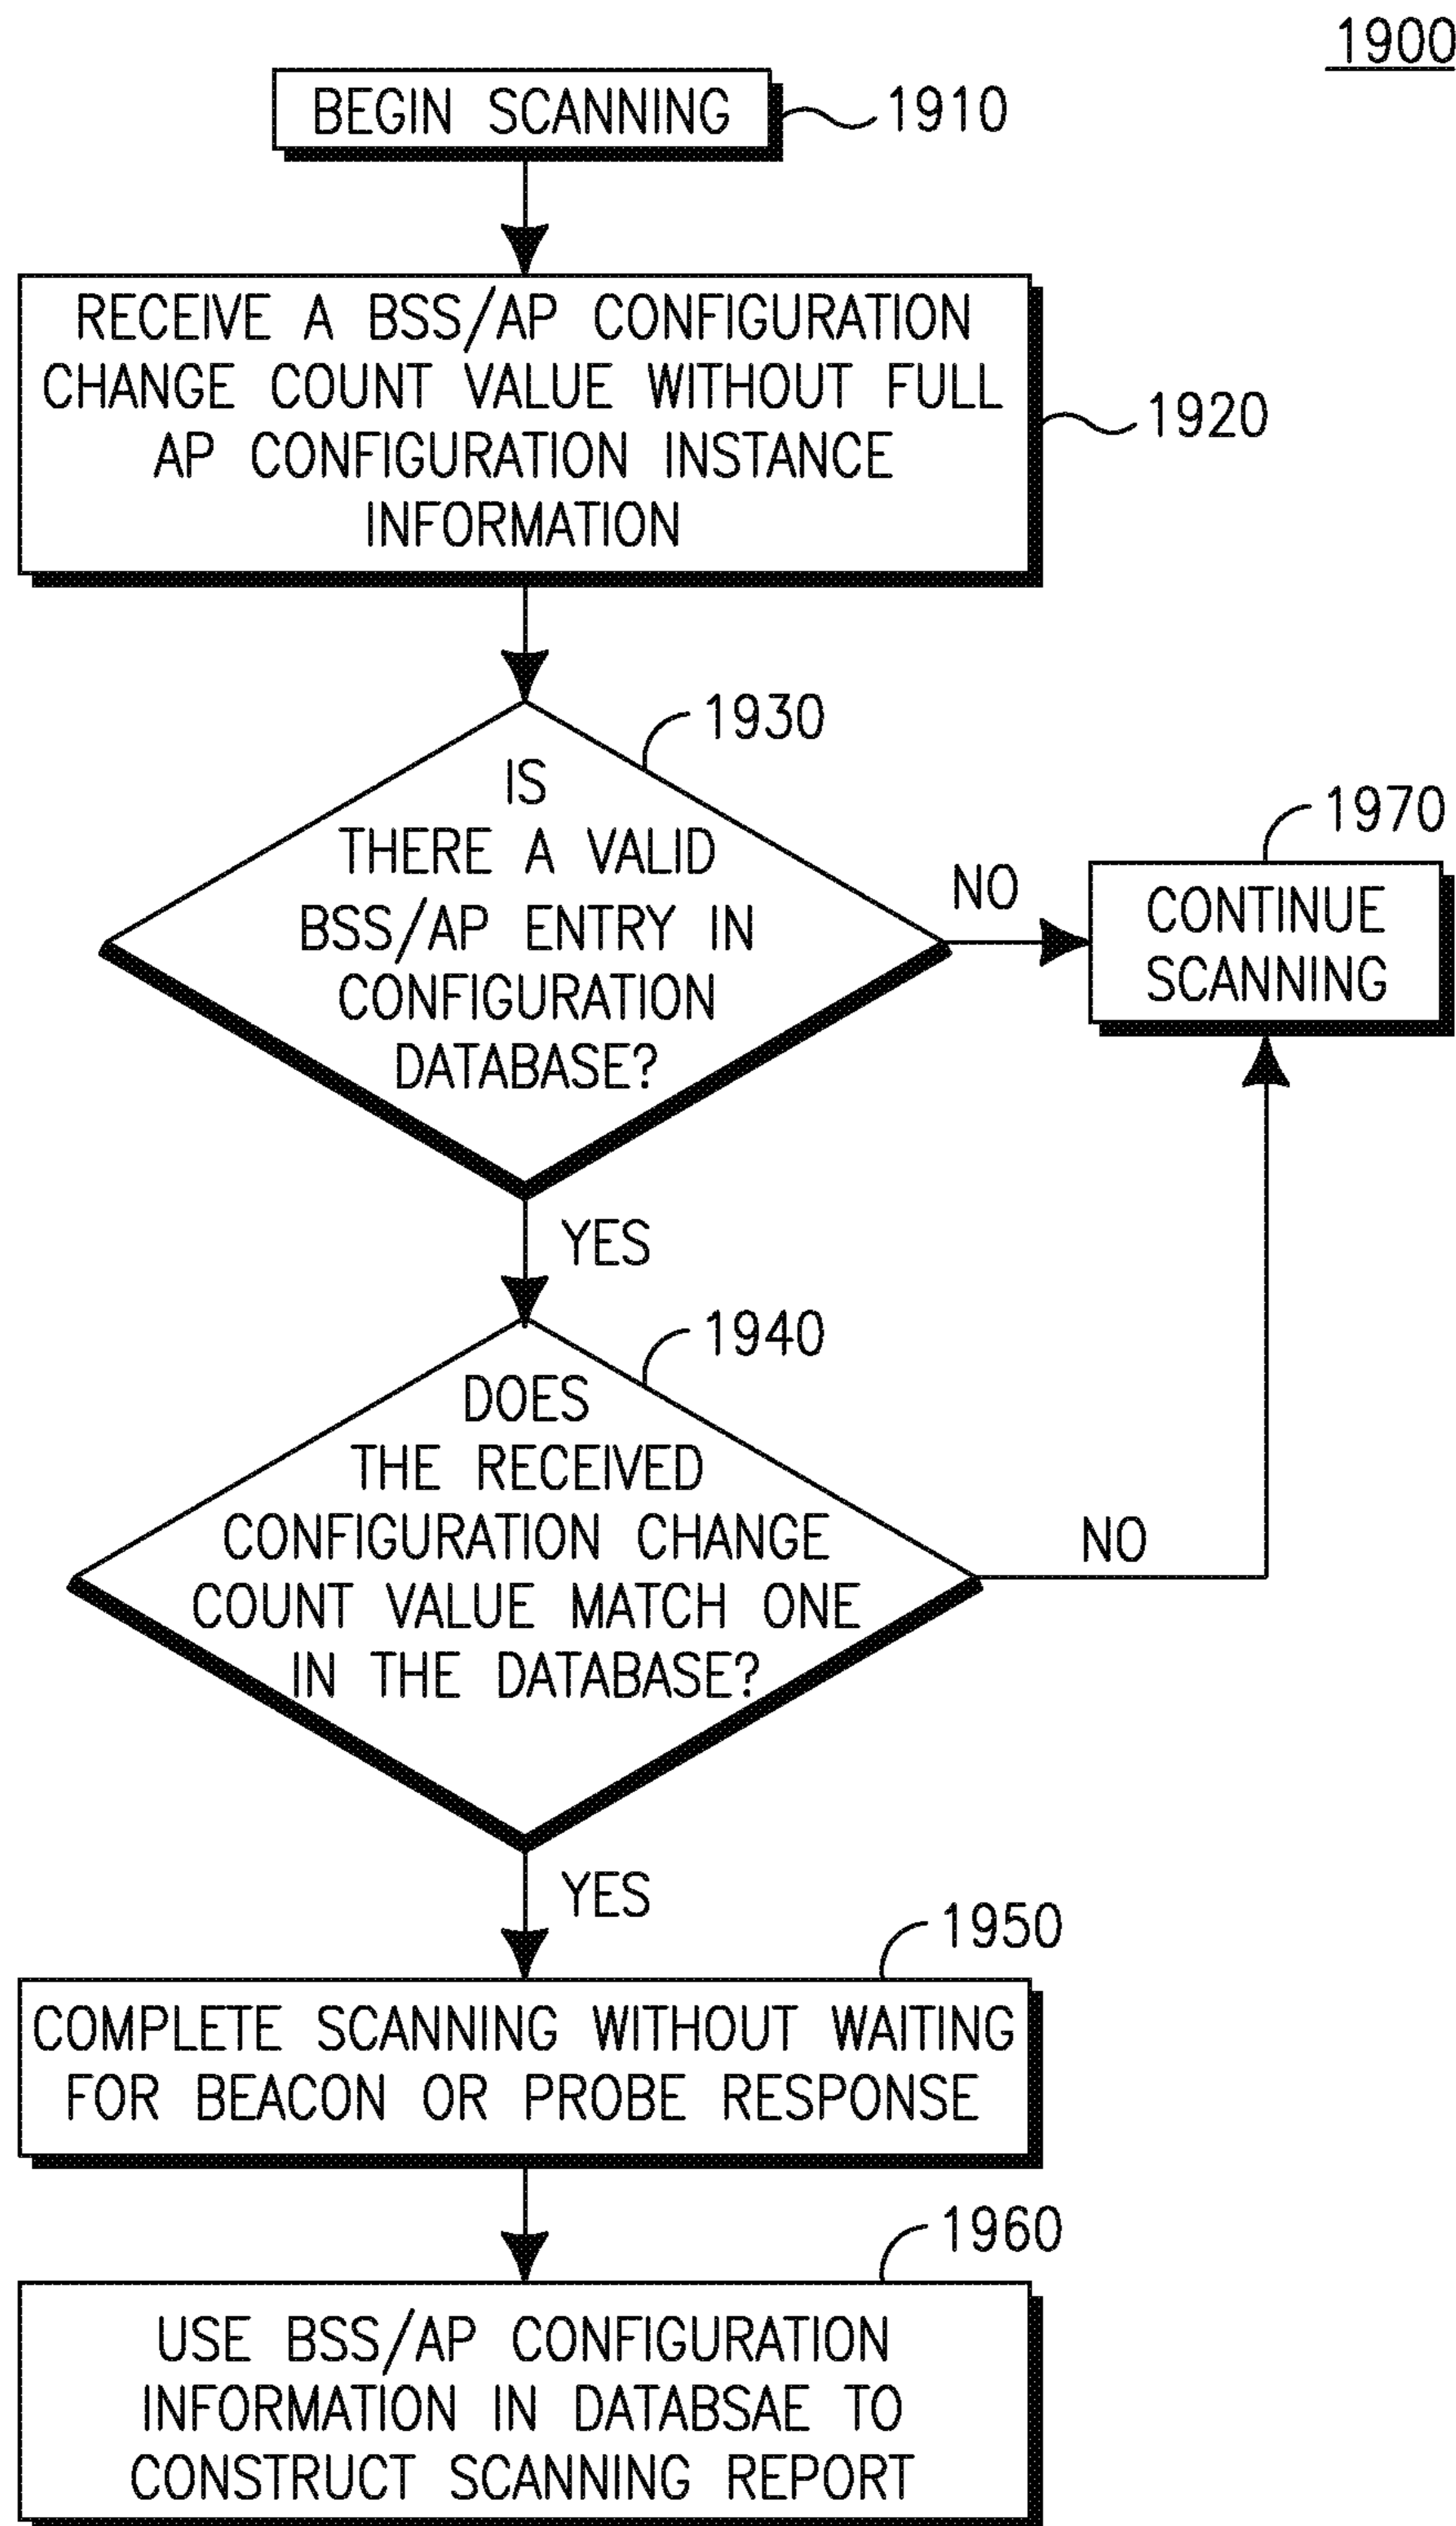 1900
BEGIN SCANNING
1910
RECEIVE A BSS/AP CONFIGURATION
CHANGE COUNT VALUE WITHOUT FULL
AP CONFIGURATION INSTANCE
INFORMATION
1920
1930
IS
THERE A VALID
BSS/AP ENTRY IN
CONFIGURATION
DATABASE?
NO
1970
CONTINUE
SCANNING
YES
1940
DOES
THE RECEIVED
CONFIGURATION CHANGE
COUNT VALUE MATCH ONE
IN THE DATABASE?
NO
YES
1950
COMPLETE SCANNING WITHOUT WAITING
FOR BEACON OR PROBE RESPONSE
1960
USE BSS/AP CONFIGURATION
INFORMATION IN DATABSAE TO
CONSTRUCT SCANNING REPORT